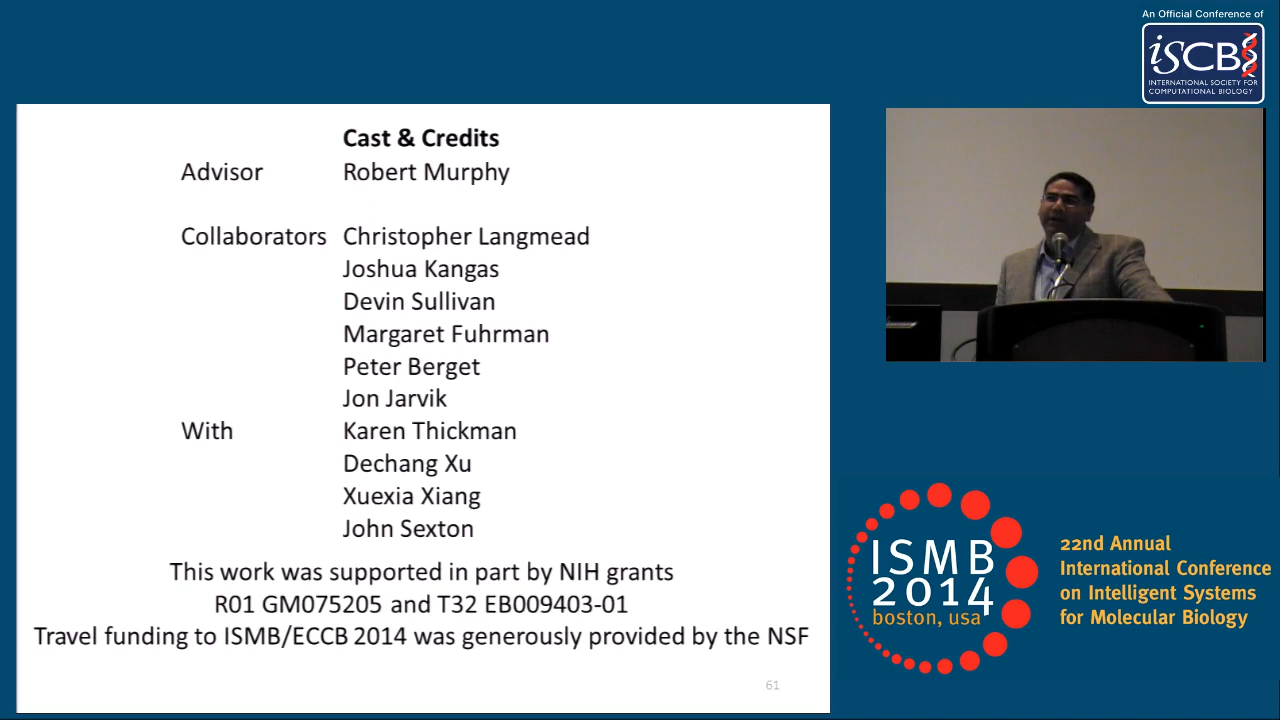 An Official Conference of
iSCB
INTERNATIONAL SOCIETY FOR
COMPUTATIONAL BIOLOGY
Cast & Credits
Advisor Robert Murphy
Collaborators Christopher Langmead
Joshua Kangas
Devin Sullivan
Margaret Fuhrman
Peter Berget
Jon Jarvik
With Karen Thickman
Dechang Xu
Xuexia Xiang
John Sexton
This work was supported in part by NIH grants
R01 GM075205 and T32 EB009403-01
Travel funding to ISMB/ECCB 2014 was generously provided by the NSF
61
ISMB
2014
boston, usa
22nd Annual
International Conference
on Intelligent Systems
for Molecular Biology